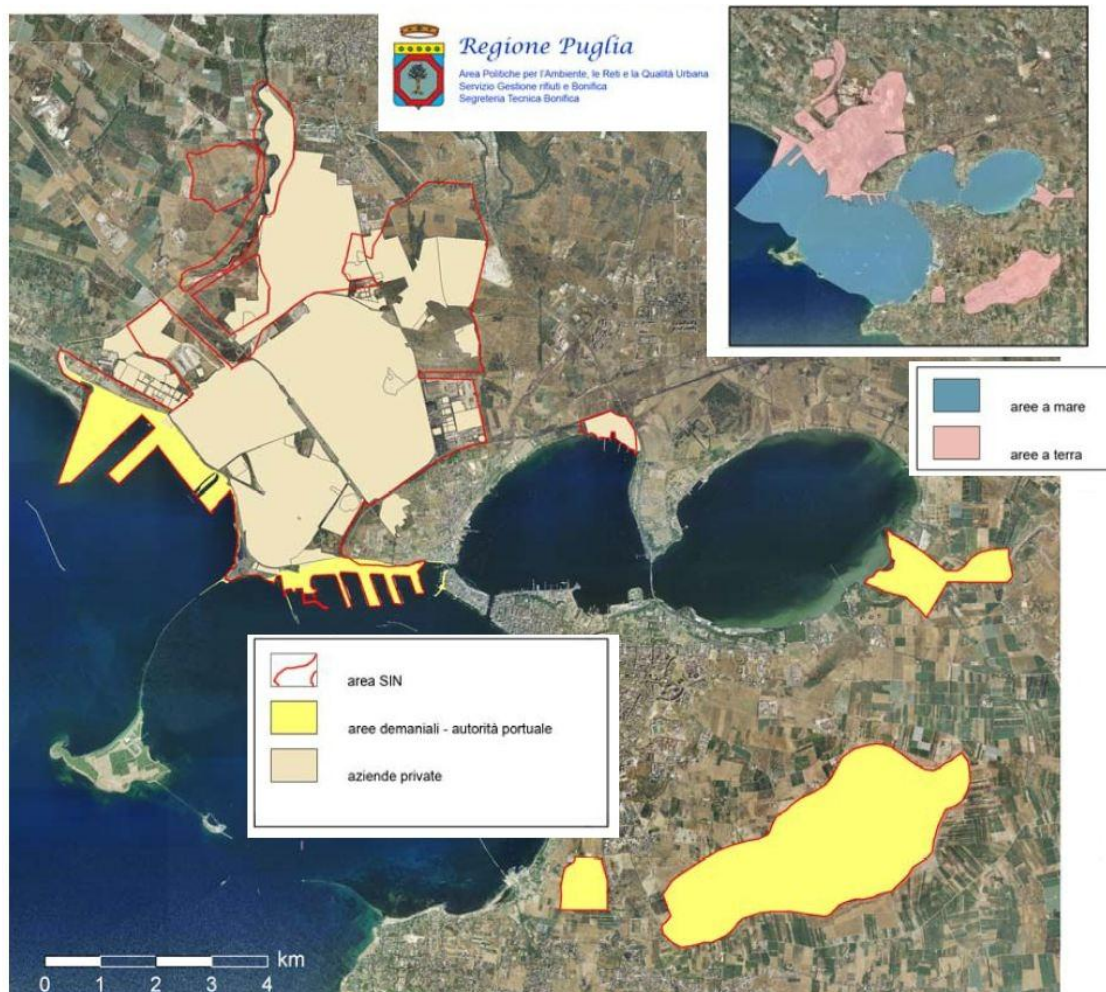 Regione Puglia
Area Politiche per l'Ambiente, le Reti e la Qualità Urbana
Servizio Gestione rifiuti e Bonifica
Segreteria Tecnica Bonifica
aree a mare
aree a terra
area SIN
aree demaniali - autorità portuale
aziende private
km
0 1 2 3 4